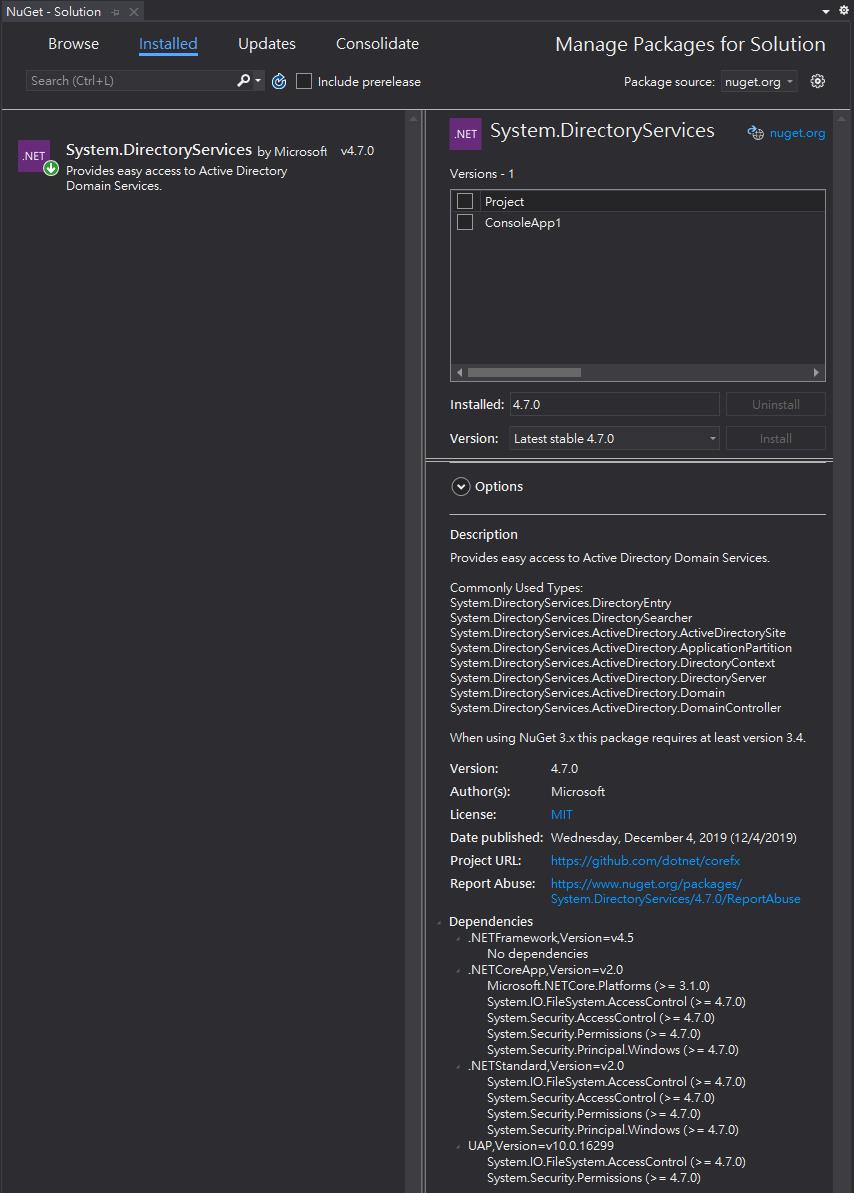 NuGet - Solution
Browse
Installed
Updates
Consolidate
Manage Packages for Solution
Search (Ctrl+L)
Include prerelease
Package source:
nuget.org
.NET
System.DirectoryServices by Microsoft v4.7.0
Provides easy access to Active Directory
Domain Services.
.NET
System.DirectoryServices
nuget.org
Versions - 1
Project
ConsoleApp1
Installed:
4.7.0
Uninstall
Version:
Latest stable 4.7.0
Install
Options
Description
Provides easy access to Active Directory Domain Services.
Commonly Used Types:
System.DirectoryServices.DirectoryEntry
System.DirectoryServices.DirectorySearcher
System.DirectoryServices.ActiveDirectory.ActiveDirectorySite
System.DirectoryServices.ActiveDirectory.ApplicationPartition
System.DirectoryServices.ActiveDirectory.DirectoryContext
System.DirectoryServices.ActiveDirectory.DirectoryServer
System.DirectoryServices.ActiveDirectory.Domain
System.DirectoryServices.ActiveDirectory.DomainController
When using NuGet 3.x this package requires at least version 3.4.
Version: 4.7.0
Author(s): Microsoft
License: MIT
Date published: Wednesday, December 4, 2019 (12/4/2019)
Project URL: https://github.com/dotnet/corefx
Report Abuse: https://www.nuget.org/packages/
System.DirectoryServices/4.7.0/ReportAbuse
Dependencies
.NETFramework,Version=v4.5
No dependencies
.NETCoreApp,Version=v2.0
Microsoft.NETCore.Platforms (>= 3.1.0)
System.IO.FileSystem.AccessControl (>= 4.7.0)
System.Security.AccessControl (>= 4.7.0)
System.Security.Permissions (>= 4.7.0)
System.Security.Principal.Windows (>= 4.7.0)
.NETStandard,Version=v2.0
System.IO.FileSystem.AccessControl (>= 4.7.0)
System.Security.AccessControl (>= 4.7.0)
System.Security.Permissions (>= 4.7.0)
System.Security.Principal.Windows (>= 4.7.0)
UAP,Version=v10.0.16299
System.IO.FileSystem.AccessControl (>= 4.7.0)
System.Security.Permissions (>= 4.7.0)